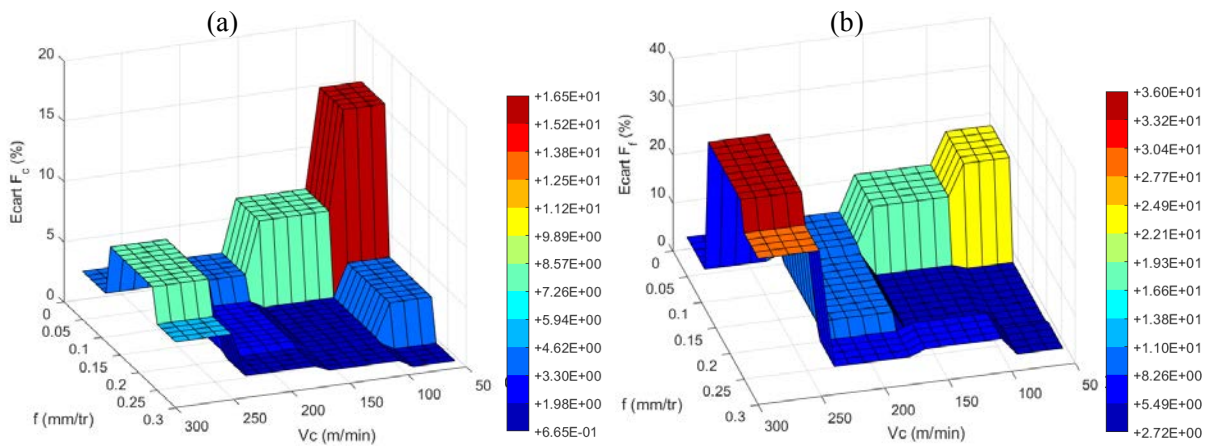 (a)
20
15
10
5
0
Ecart Fc (%)
0
0.05
0.1
0.15
0.2
0.25
0.3
f (mm/tr)
300
250
200
150
100
50
Vc (m/min)
+1.65E+01
+1.52E+01
+1.38E+01
+1.25E+01
+1.12E+01
+9.89E+00
+8.57E+00
+7.26E+00
+5.94E+00
+4.62E+00
+3.30E+00
+1.98E+00
+6.65E-01
(b)
40
30
20
10
0
Ecart Ff (%)
0
0.05
0.1
0.15
0.2
0.25
0.3
f (mm/tr)
300
250
200
150
100
50
Vc (m/min)
+3.60E+01
+3.32E+01
+3.04E+01
+2.77E+01
+2.49E+01
+2.21E+01
+1.93E+01
+1.66E+01
+1.38E+01
+1.10E+01
+8.26E+00
+5.49E+00
+2.72E+00